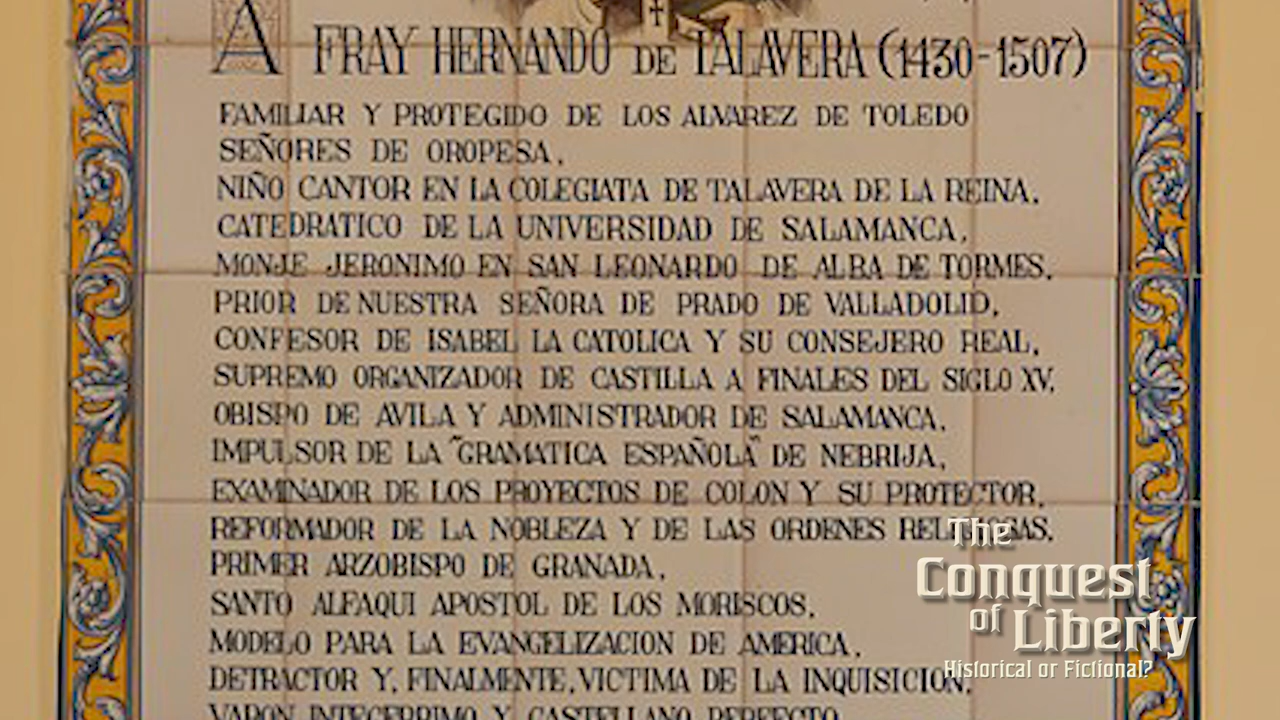 A FRAY HERNANDO DE TALAVERA (1430-1507)
FAMILIAR Y PROTEGIDO DE LOS ALVAREZ DE TOLEDO
SEÑORES DE OROPESA.
NIÑO CANTOR EN LA COLEGIATA DE TALAVERA DE LA REINA.
CATEDRATICO DE LA UNIVERSIDAD DE SALAMANCA.
MONJE JERONIMO EN SAN LEONARDO DE ALBA DE TORMES.
PRIOR DE NUESTRA SEÑORA DE PRADO DE VALLADOLID.
CONFESOR DE ISABEL LA CATOLICA Y SU CONSEJERO REAL.
SUPREMO ORGANIZADOR DE CASTILLA A FINALES DEL SIGLO XV.
OBISPO DE AVILA Y ADMINISTRADOR DE SALAMANCA.
IMPULSOR DE LA "GRAMATICA ESPAÑOLA" DE NEBRIJA.
EXAMINADOR DE LOS PROYECTOS DE COLON Y SU PROTECTOR.
REFORMADOR DE LA NOBLEZA Y DE LAS ORDENES RELIGIOSAS.
PRIMER ARZOBISPO DE GRANADA.
SANTO ALFAQUI APOSTOL DE LOS MORISCOS.
MODELO PARA LA EVANGELIZACION DE AMERICA.
DETRACTOR Y, FINALMENTE, VICTIMA DE LA INQUISICION.
VARON INTEGERRIMO Y CASTELLANO PERFECTO
The
Conquest
of Liberty
Historical or Fictional?